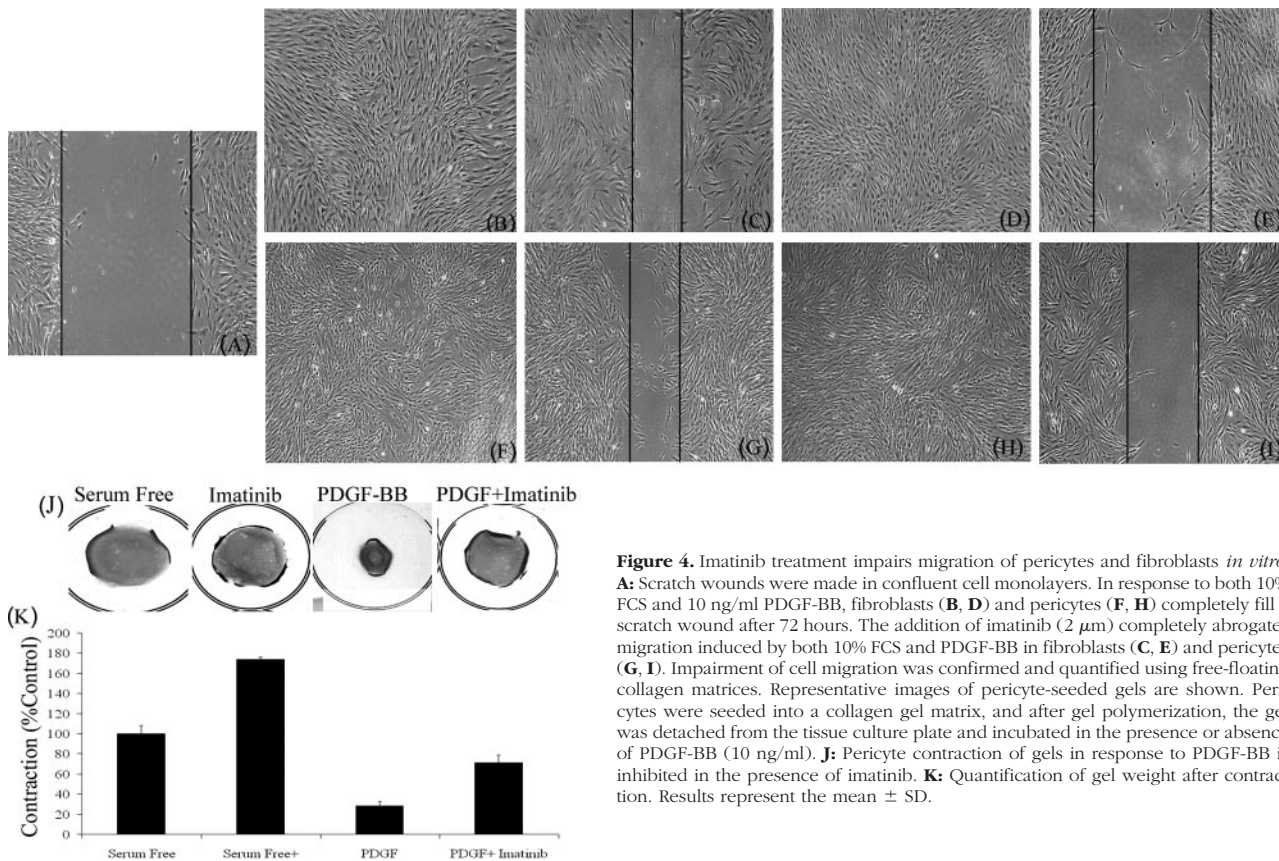 (A)
(B)
(C)
(D)
(E)
(F)
(G)
(H)
(I)
(J)
Serum Free Imatinib PDGF-BB PDGF+Imatinib
(K)
Contraction (%Control)
200
180
160
140
120
100
80
60
40
20
0
Serum Free Serum Free+ PDGF PDGF+ Imatinib
Figure 4. Imatinib treatment impairs migration of pericytes and fibroblasts in vitro
A: Scratch wounds were made in confluent cell monolayers. In response to both 10%
FCS and 10 ng/ml PDGF-BB, fibroblasts (B, D) and pericytes (F, H) completely fill
scratch wound after 72 hours. The addition of imatinib (2 μm) completely abrogate
migration induced by both 10% FCS and PDGF-BB in fibroblasts (C, E) and pericyte
(G, I). Impairment of cell migration was confirmed and quantified using free-floatin
collagen matrices. Representative images of pericyte-seeded gels are shown. Peri
cytes were seeded into a collagen gel matrix, and after gel polymerization, the ge
was detached from the tissue culture plate and incubated in the presence or absenc
of PDGF-BB (10 ng/ml). J: Pericyte contraction of gels in response to PDGF-BB i
inhibited in the presence of imatinib. K: Quantification of gel weight after contrac
tion. Results represent the mean ± SD.